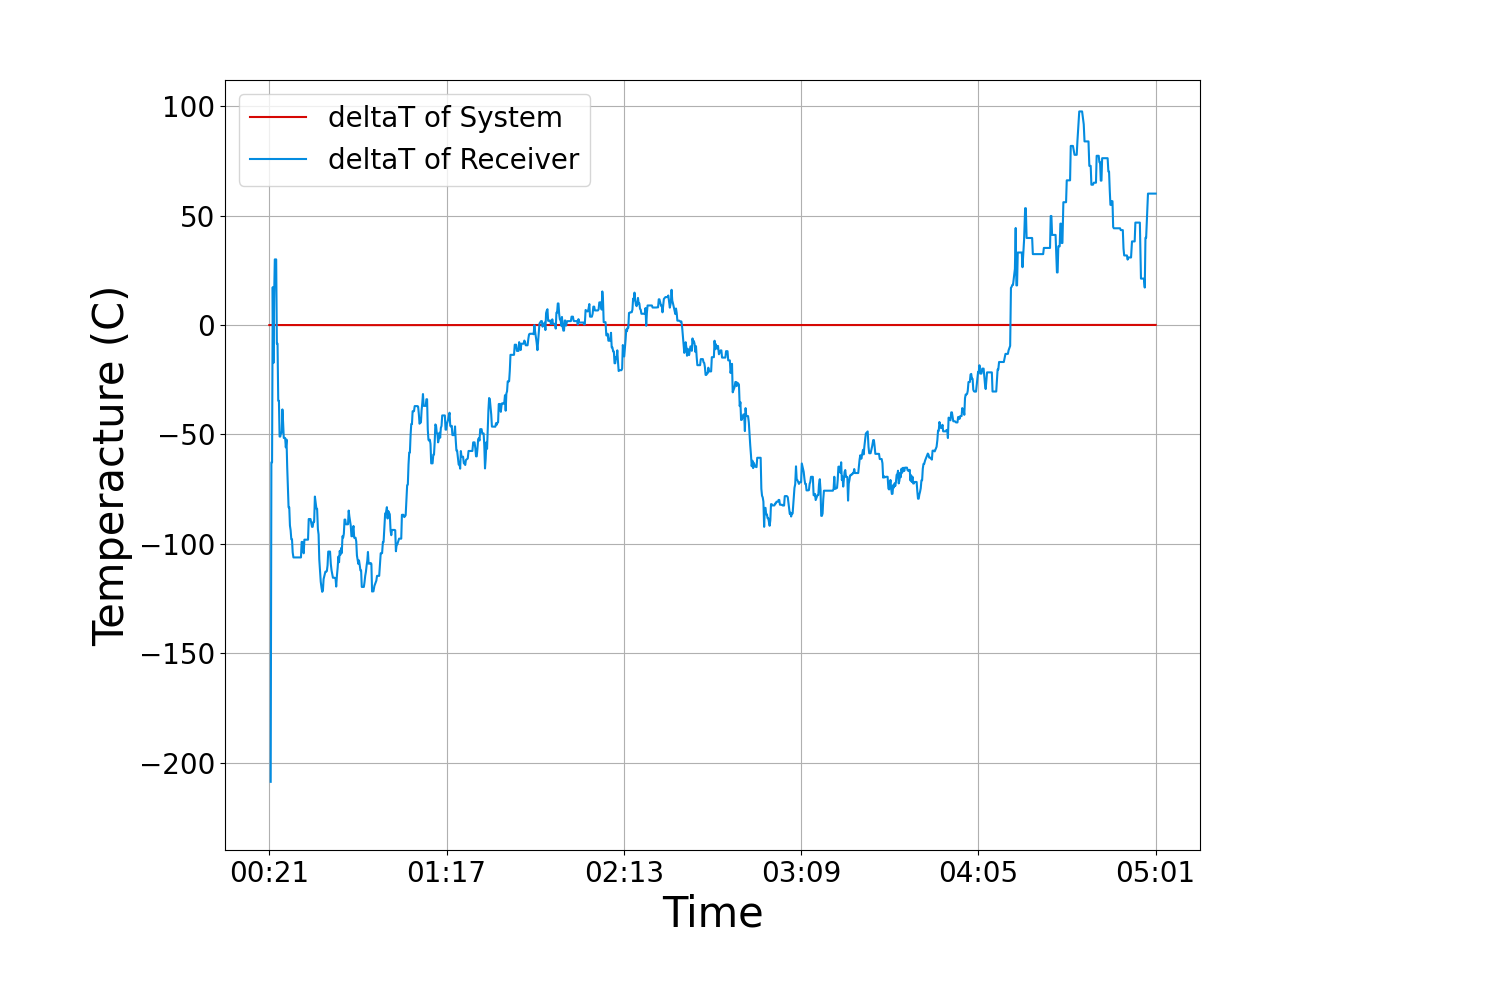 deltaT of System
deltaT of Receiver
100
50
0
−50
−100
−150
−200
Temperacture (C)
00:21 01:17 02:13 03:09 04:05 05:01
Time